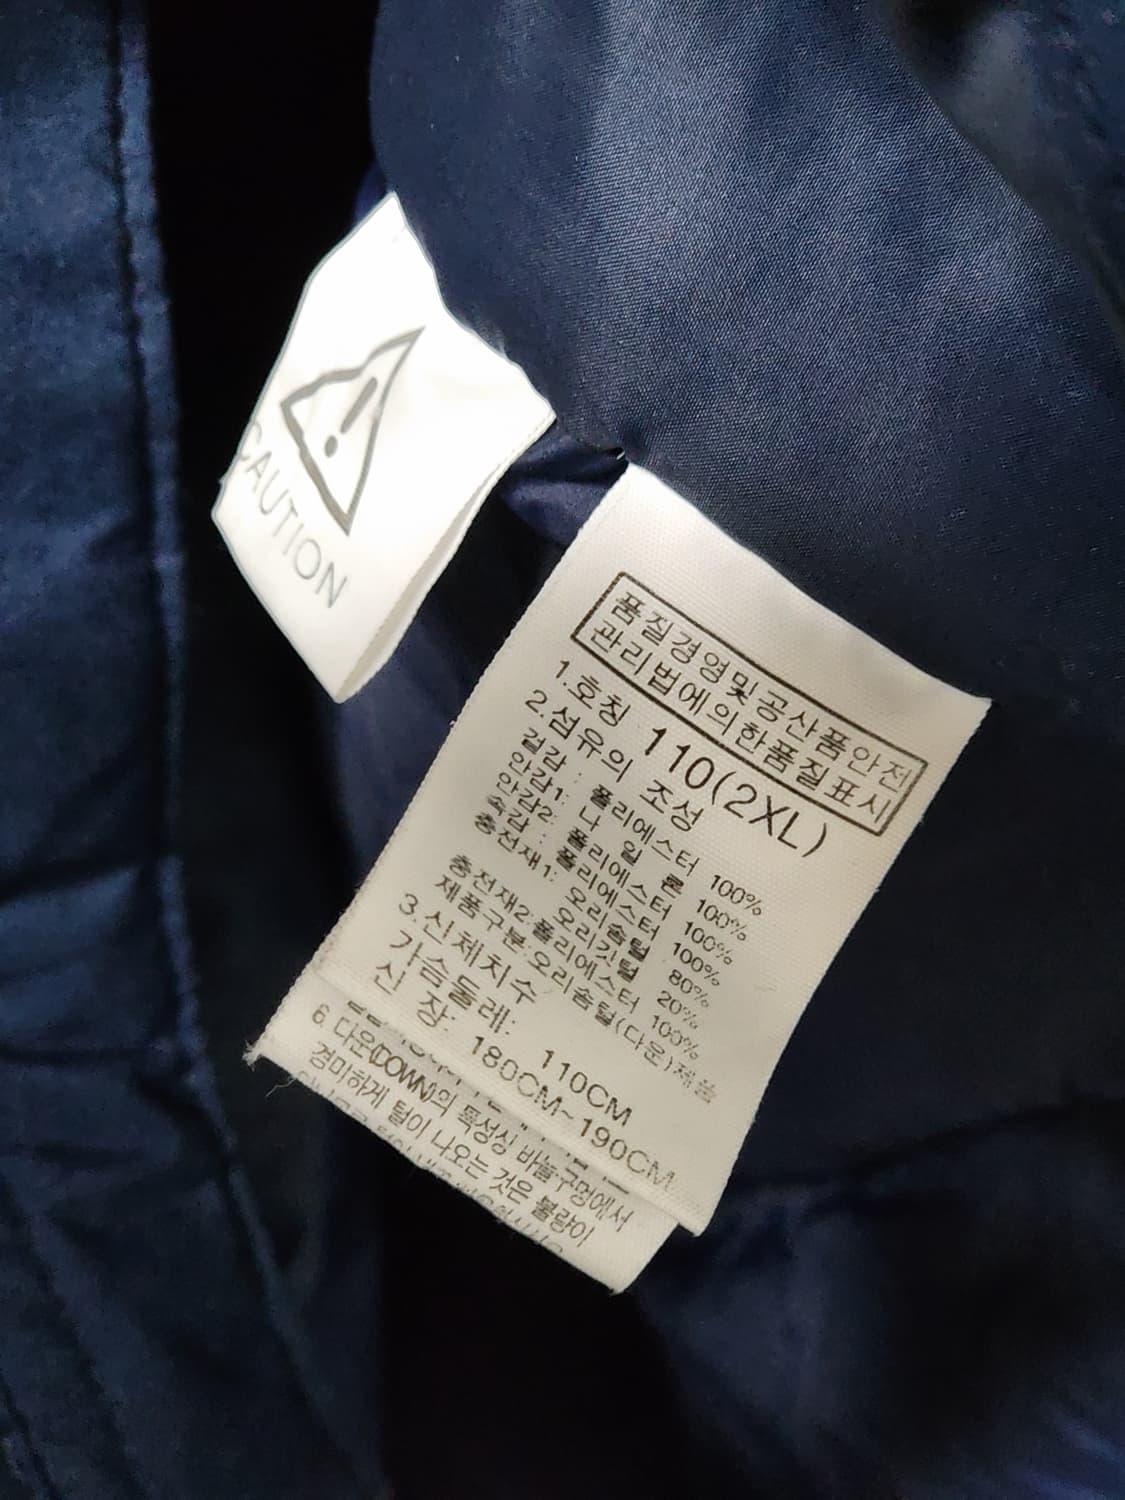 CAUTION
품질경영및공산품안전
관리법에의한품질표시
1.호칭 110(2XL)
2.섬유의 조성
겉감 : 폴리에스터 100%
안감1: 나 일 론 100%
안감2: 폴리에스터 100%
속감 : 폴리에스터 100%
충전재1: 오리솜털 80%
오리깃털 20%
충전재2:폴리에스터 100%
제품구분:오리솜털(다운)제품
3.신체치수
가슴둘레: 110CM
신 장: 180CM~190CM
6.다운(DOWN)의 특성상 바늘구멍에서
경미하게 털이 나오는 것은 불량이